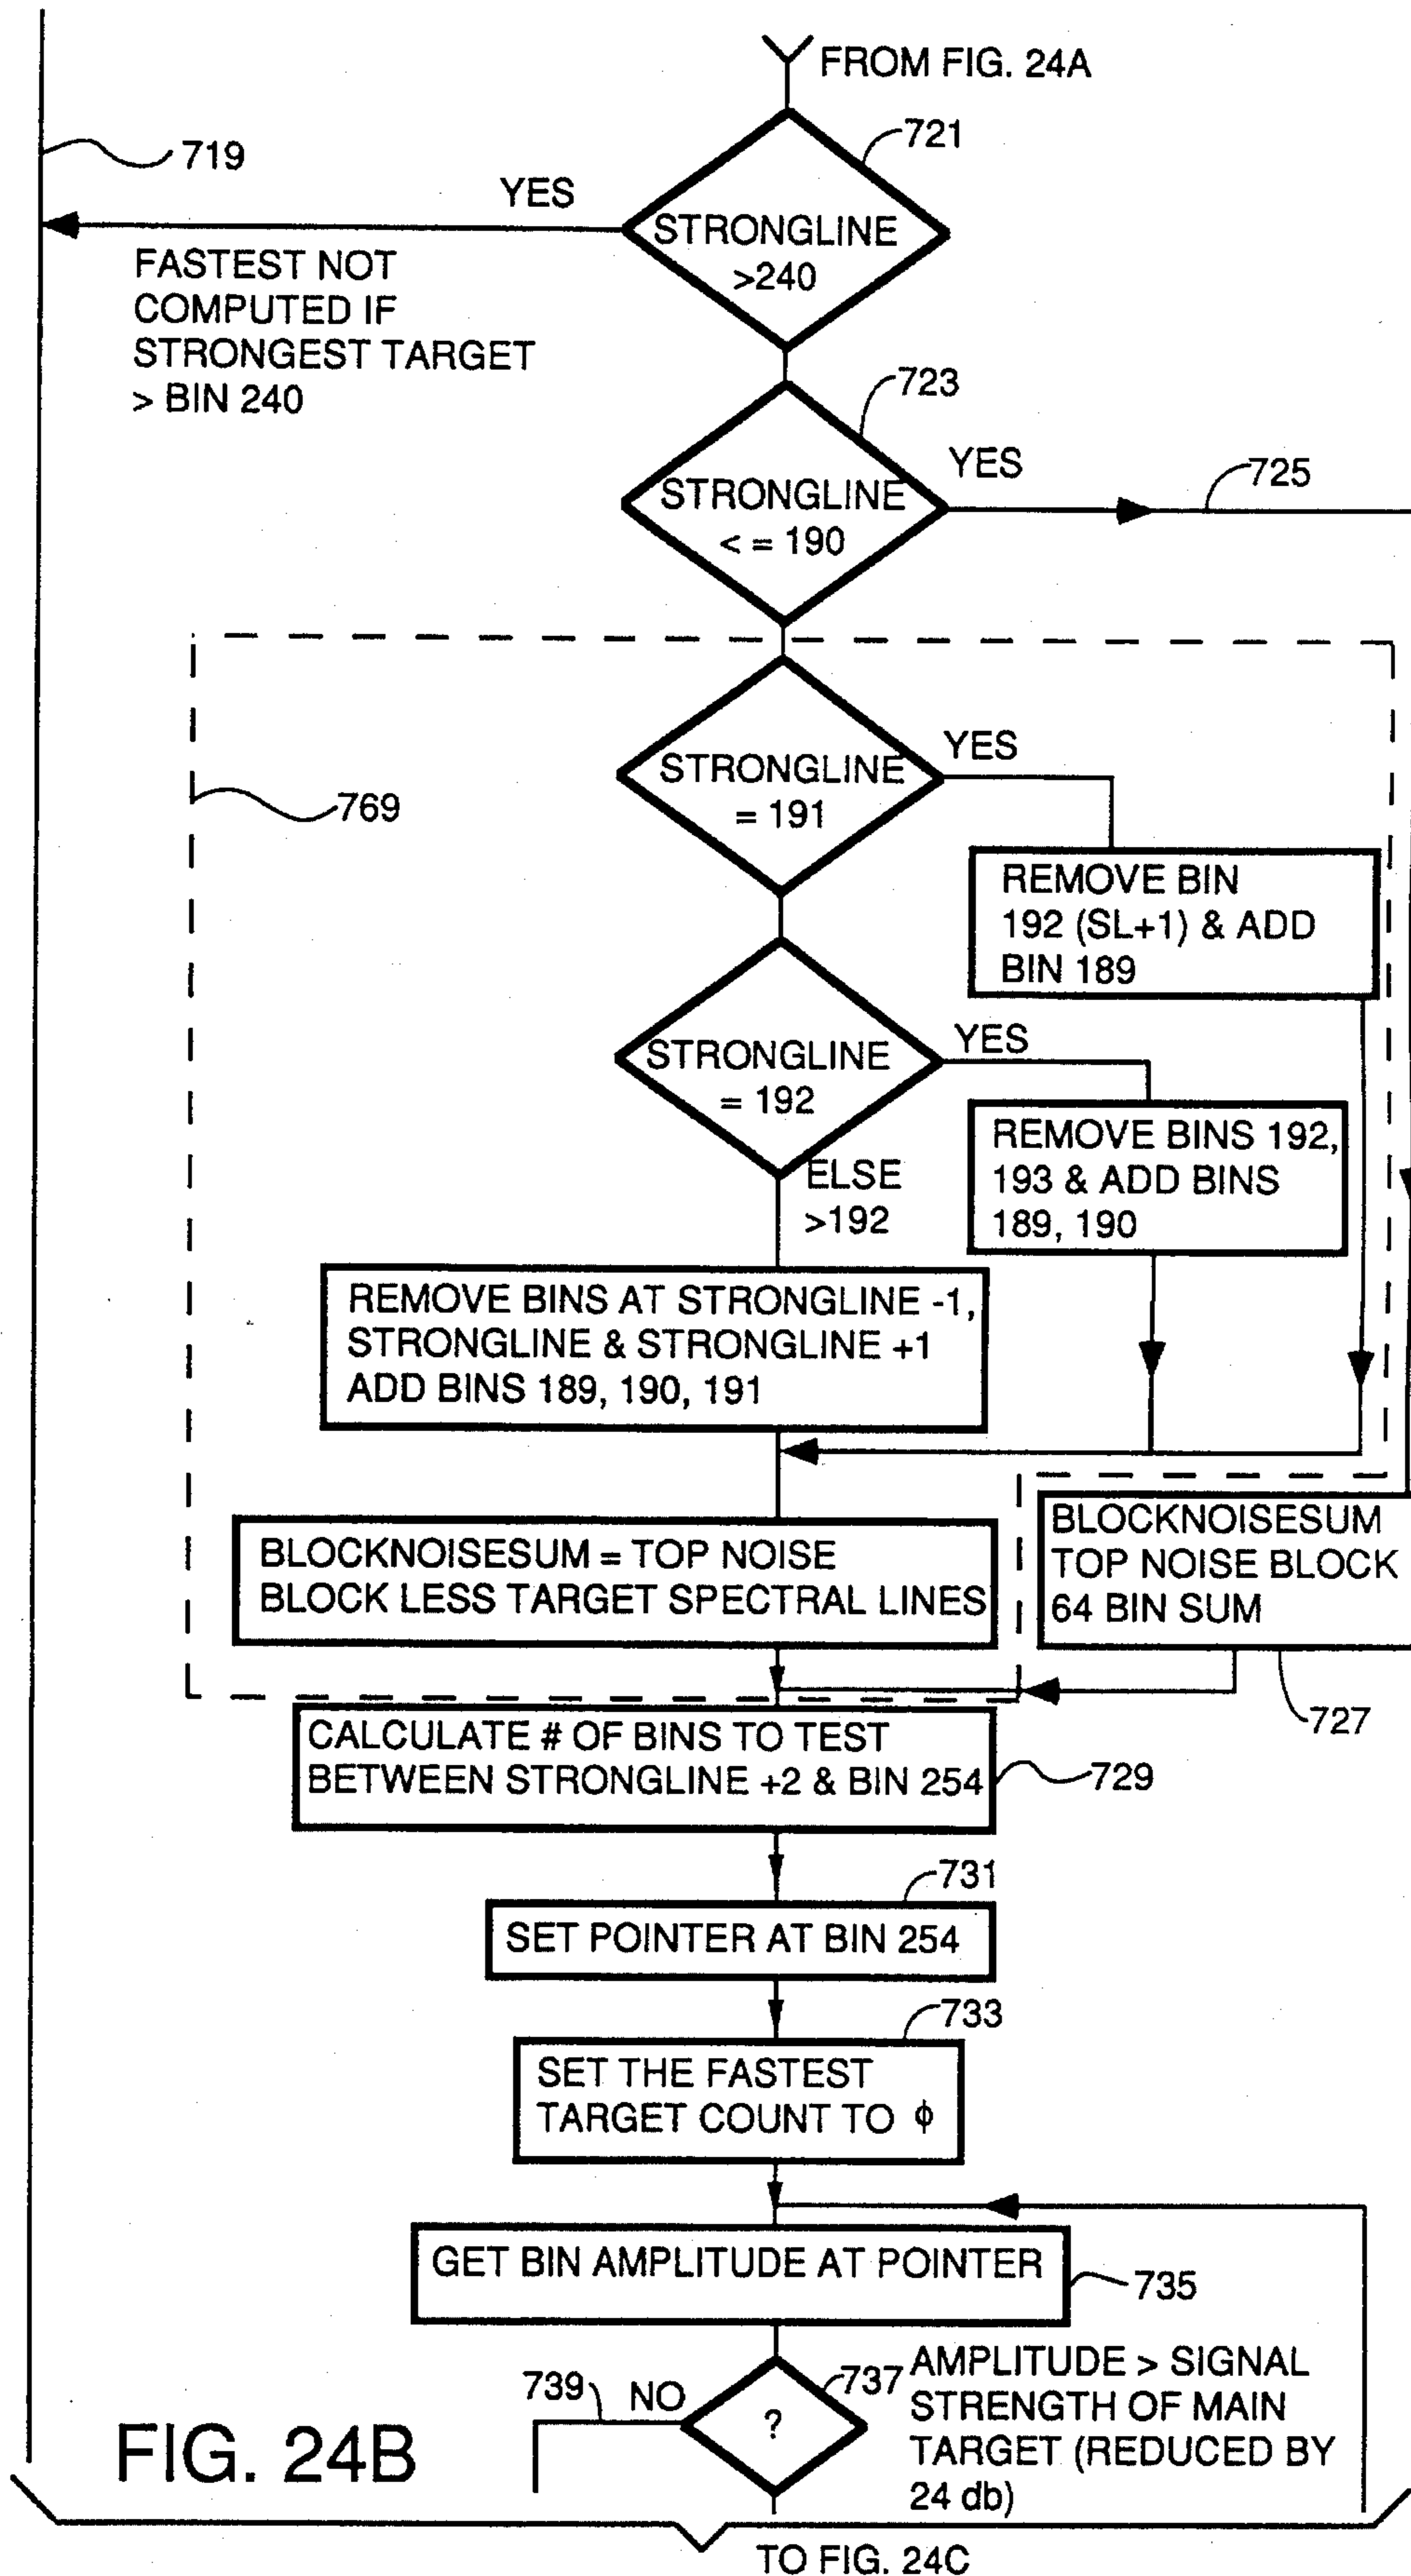 FROM FIG. 24A
721
719
YES
STRONGLINE
>240
FASTEST NOT
COMPUTED IF
STRONGEST TARGET
> BIN 240
723
YES
725
STRONGLINE
< = 190
YES
STRONGLINE
= 191
769
REMOVE BIN
192 (SL+1) & ADD
BIN 189
YES
STRONGLINE
= 192
REMOVE BINS 192,
193 & ADD BINS
189, 190
ELSE
>192
REMOVE BINS AT STRONGLINE -1,
STRONGLINE & STRONGLINE +1
ADD BINS 189, 190, 191
BLOCKNOISESUM = TOP NOISE
BLOCK LESS TARGET SPECTRAL LINES
BLOCKNOISESUM
TOP NOISE BLOCK
64 BIN SUM
727
CALCULATE # OF BINS TO TEST
BETWEEN STRONGLINE +2 & BIN 254
729
731
SET POINTER AT BIN 254
733
SET THE FASTEST
TARGET COUNT TO ϕ
GET BIN AMPLITUDE AT POINTER
735
739
NO
?
737
AMPLITUDE > SIGNAL
STRENGTH OF MAIN
TARGET (REDUCED BY
24 db)
FIG. 24B
TO FIG. 24C